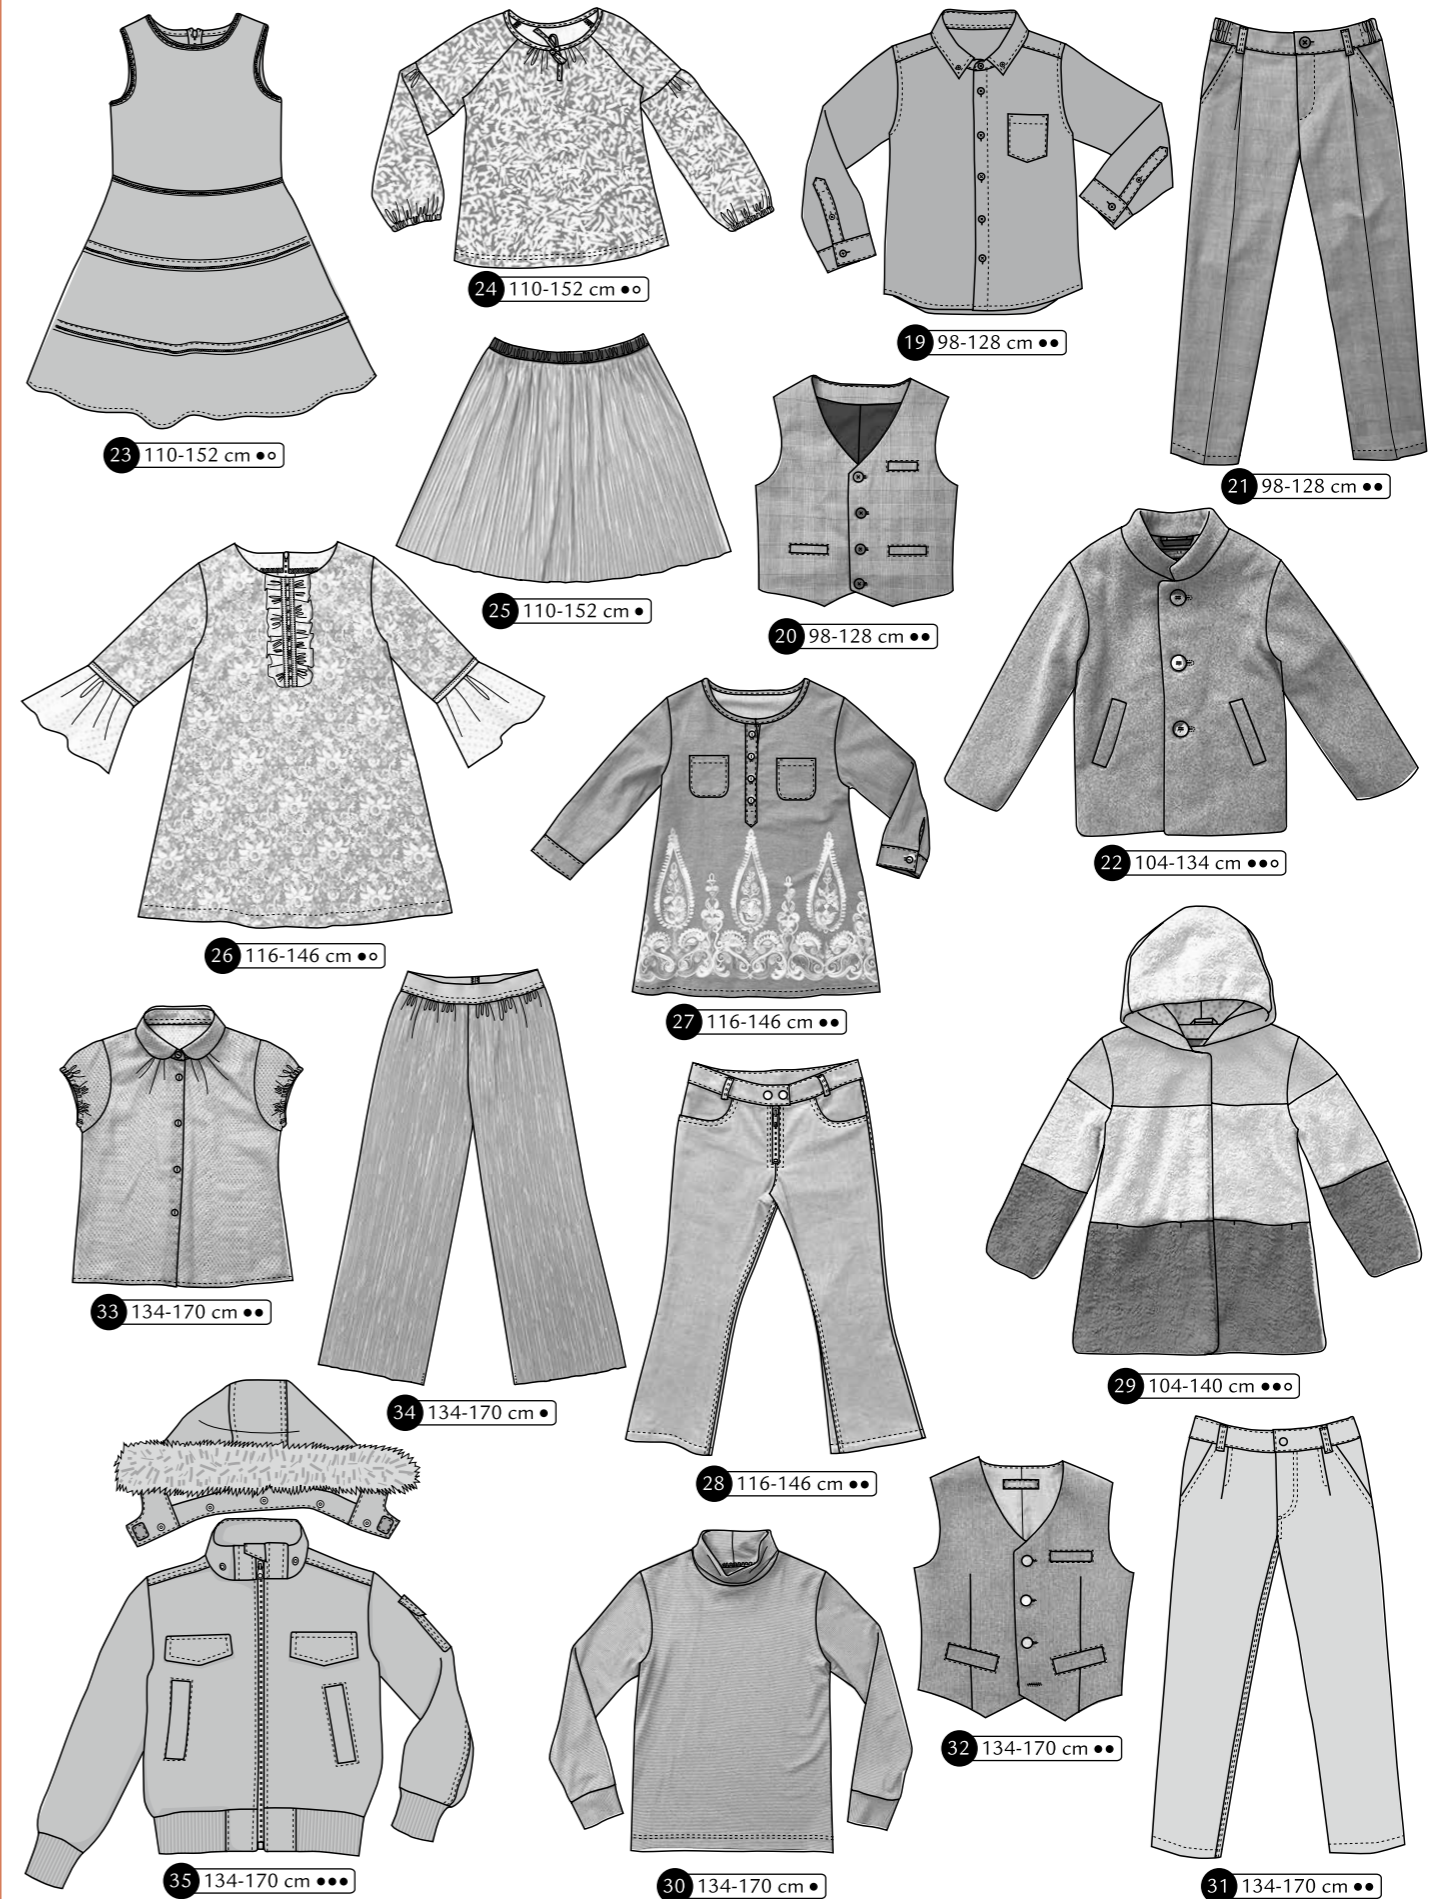 24 110-152 cm ●○
19 98-128 cm ●●
23 110-152 cm ●○
21 98-128 cm ●●
25 110-152 cm ●
20 98-128 cm ●●
22 104-134 cm ●●○
26 116-146 cm ●○
27 116-146 cm ●●
33 134-170 cm ●●
29 104-140 cm ●●○
34 134-170 cm ●
28 116-146 cm ●●
32 134-170 cm ●●
35 134-170 cm ●●●
30 134-170 cm ●
31 134-170 cm ●●